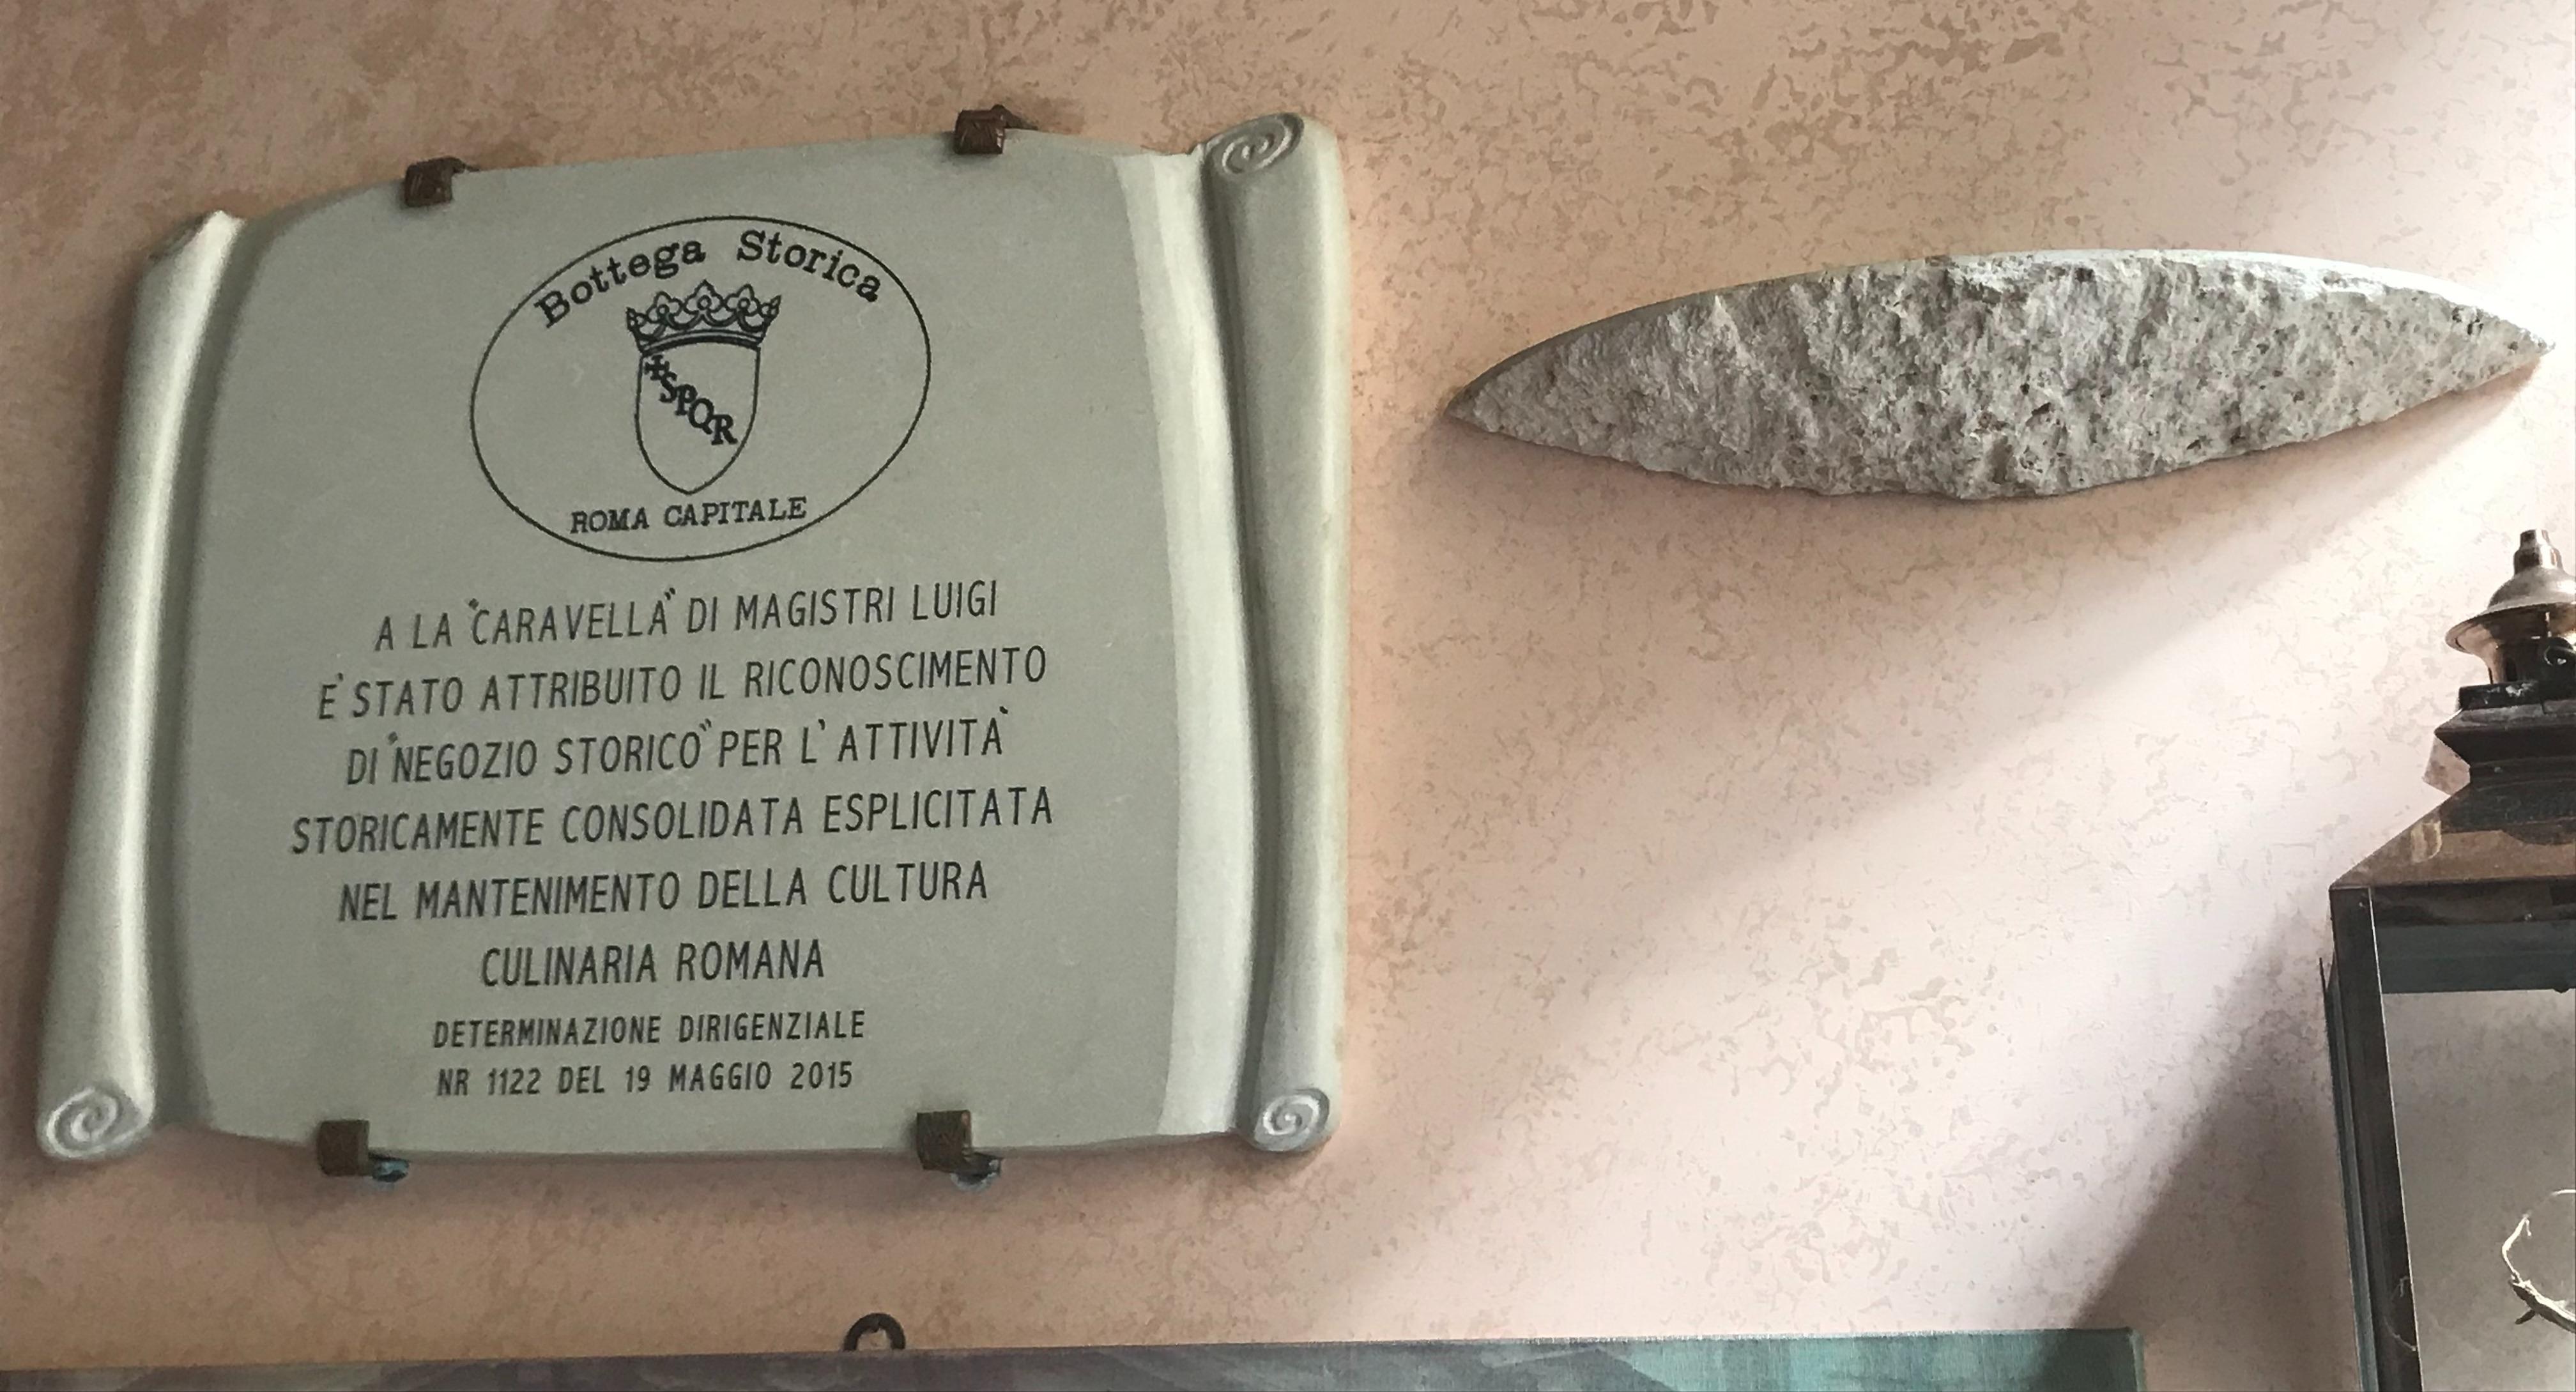 Bottega Storica
SPQR
ROMA CAPITALE
A LA "CARAVELLA" DI MAGISTRI LUIGI
E' STATO ATTRIBUITO IL RICONOSCIMENTO
DI "NEGOZIO STORICO" PER L'ATTIVITA'
STORICAMENTE CONSOLIDATA ESPLICITATA
NEL MANTENIMENTO DELLA CULTURA
CULINARIA ROMANA
DETERMINAZIONE DIRIGENZIALE
NR 1122 DEL 19 MAGGIO 2015